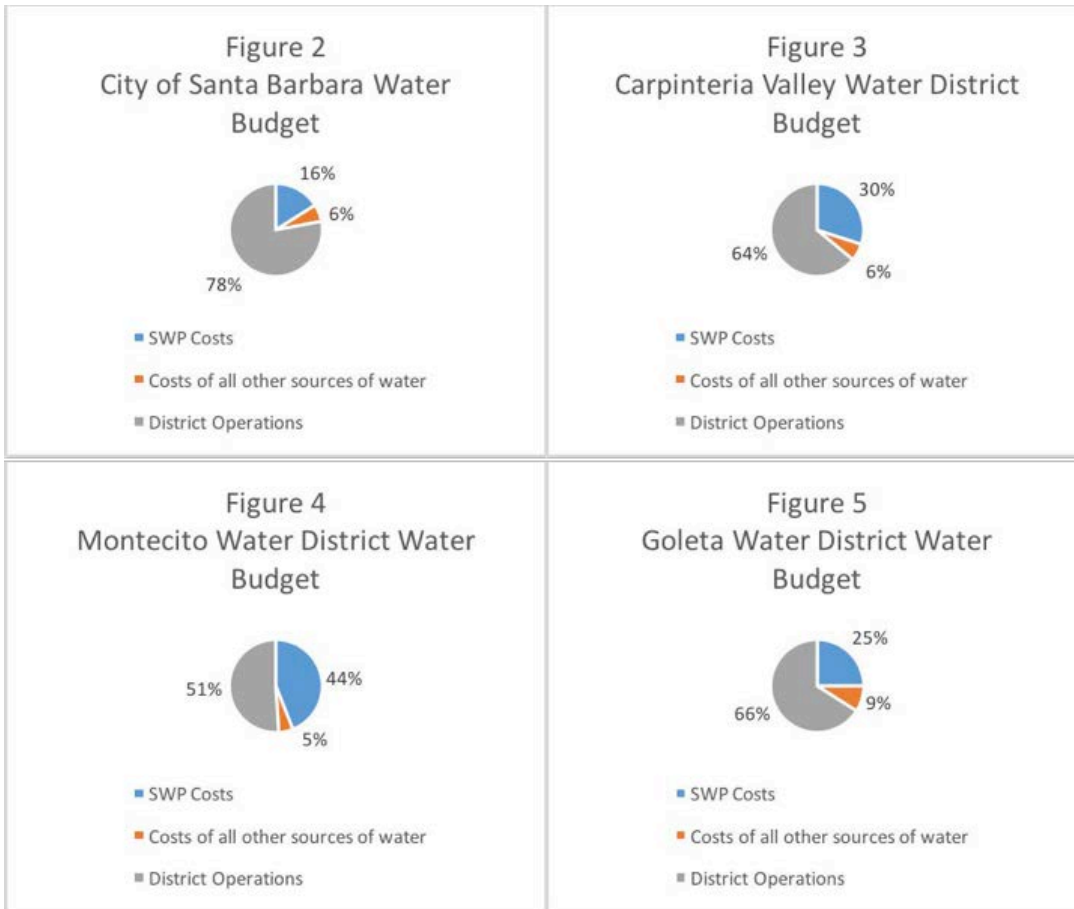 Figure 2
City of Santa Barbara Water
Budget
16%
6%
78%
SWP Costs
Costs of all other sources of water
District Operations
Figure 3
Carpinteria Valley Water District
Budget
30%
64%
6%
SWP Costs
Costs of all other sources of water
District Operations
Figure 4
Montecito Water District Water
Budget
51%
44%
5%
SWP Costs
Costs of all other sources of water
District Operations
Figure 5
Goleta Water District Water
Budget
25%
66%
9%
SWP Costs
Costs of all other sources of water
District Operations